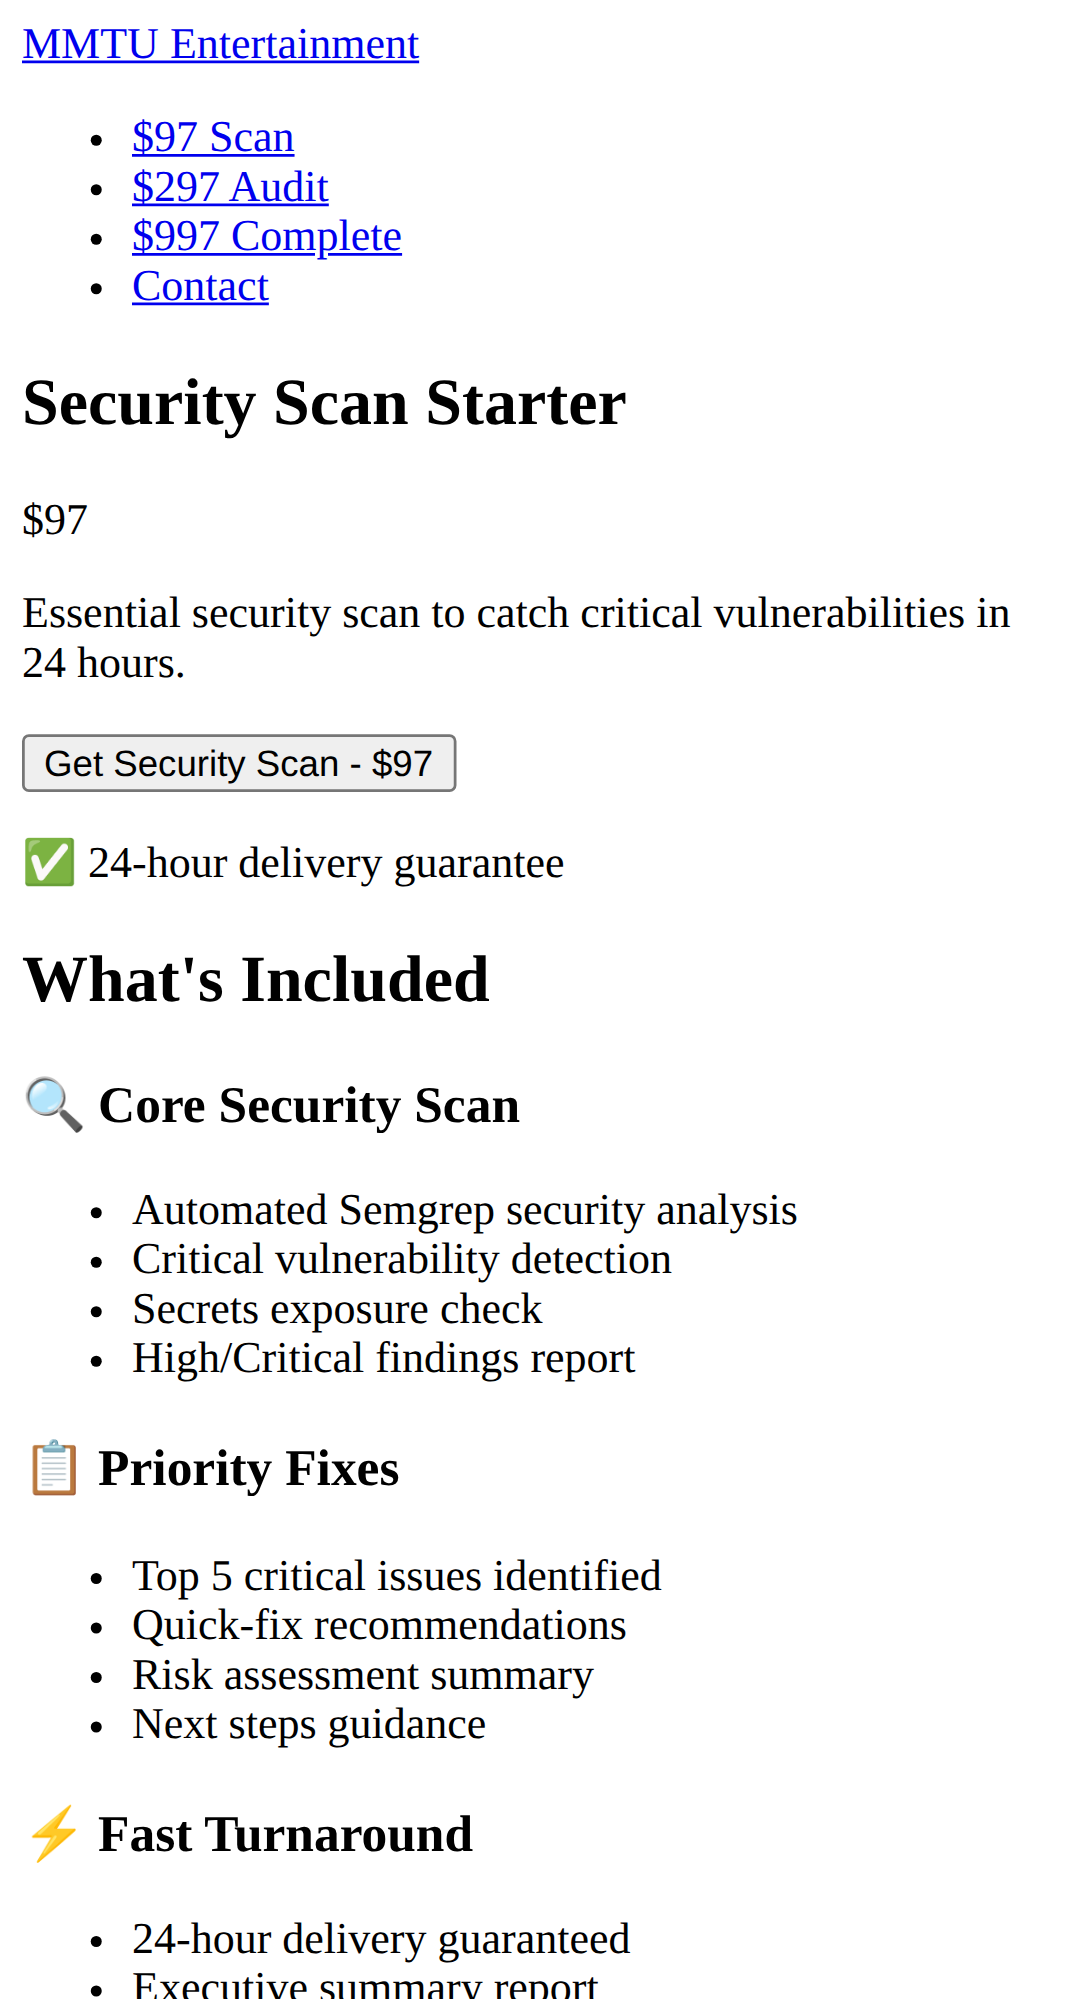 MMTU Entertainment
$97 Scan
$297 Audit
$997 Complete
Contact
Security Scan Starter
$97
Essential security scan to catch critical vulnerabilities in
24 hours.
Get Security Scan - $97
✅ 24-hour delivery guarantee
What's Included
🔍 Core Security Scan
Automated Semgrep security analysis
Critical vulnerability detection
Secrets exposure check
High/Critical findings report
📋 Priority Fixes
Top 5 critical issues identified
Quick-fix recommendations
Risk assessment summary
Next steps guidance
⚡ Fast Turnaround
24-hour delivery guaranteed
Executive summary report